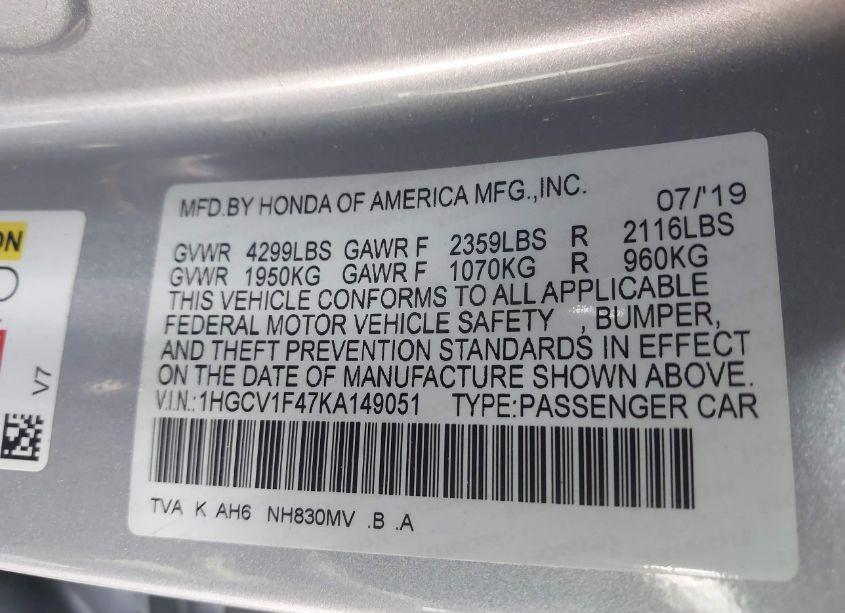 MFD.BY HONDA OF AMERICA MFG.,INC. 07/'19
GVWR 4299LBS GAWR F 2359LBS R 2116LBS
GVWR 1950KG GAWR F 1070KG R 960KG
THIS VEHICLE CONFORMS TO ALL APPLICABLE
FEDERAL MOTOR VEHICLE SAFETY , BUMPER,
AND THEFT PREVENTION STANDARDS IN EFFECT
ON THE DATE OF MANUFACTURE SHOWN ABOVE.
V.I.N.:1HGCV1F47KA149051 TYPE:PASSENGER CAR
TVA K AH6 NH830MV .B .A
ON
V7